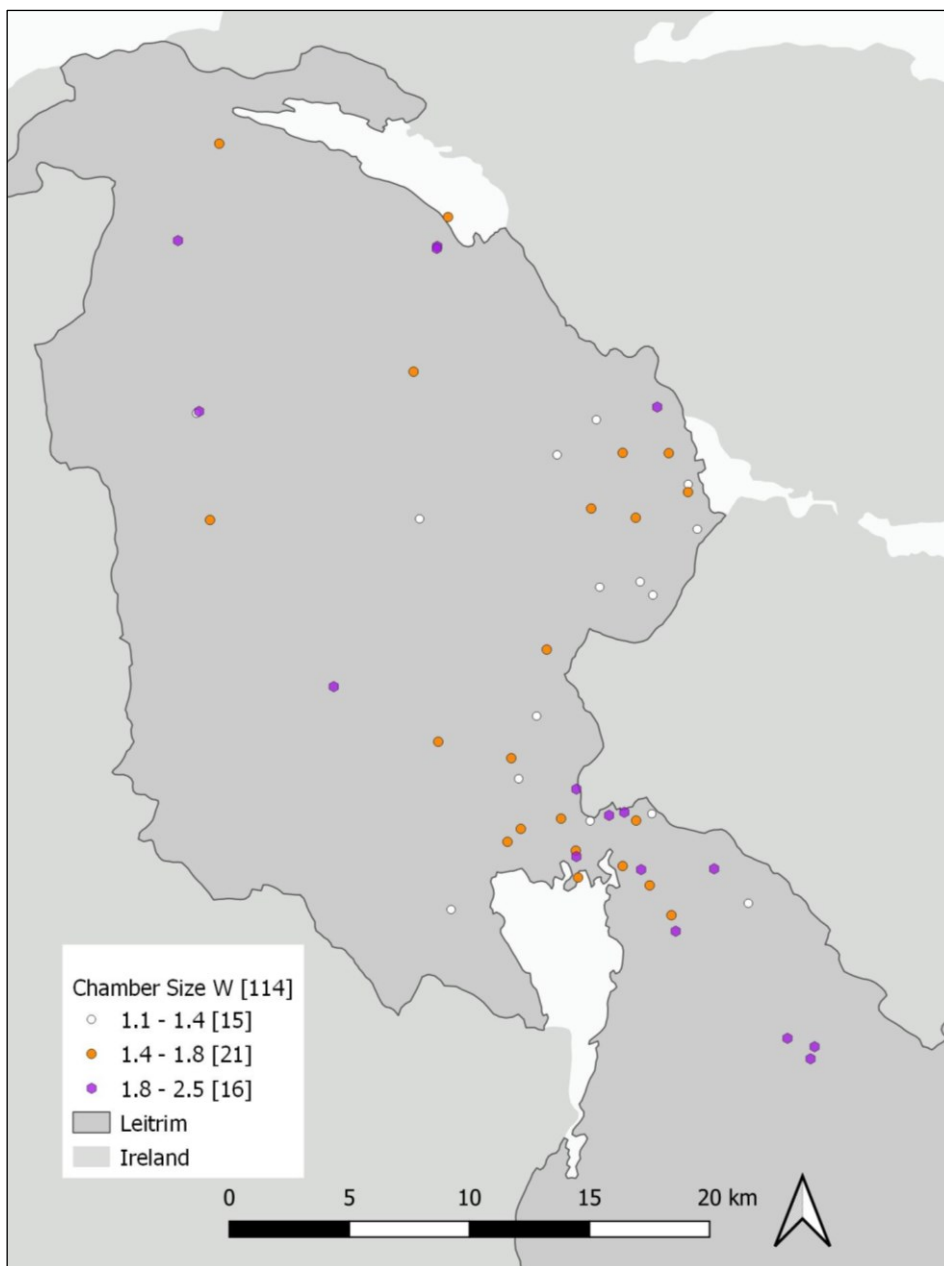 Chamber Size W [114]
1.1 - 1.4 [15]
1.4 - 1.8 [21]
1.8 - 2.5 [16]
Leitrim
Ireland
0 5 10 15 20 km